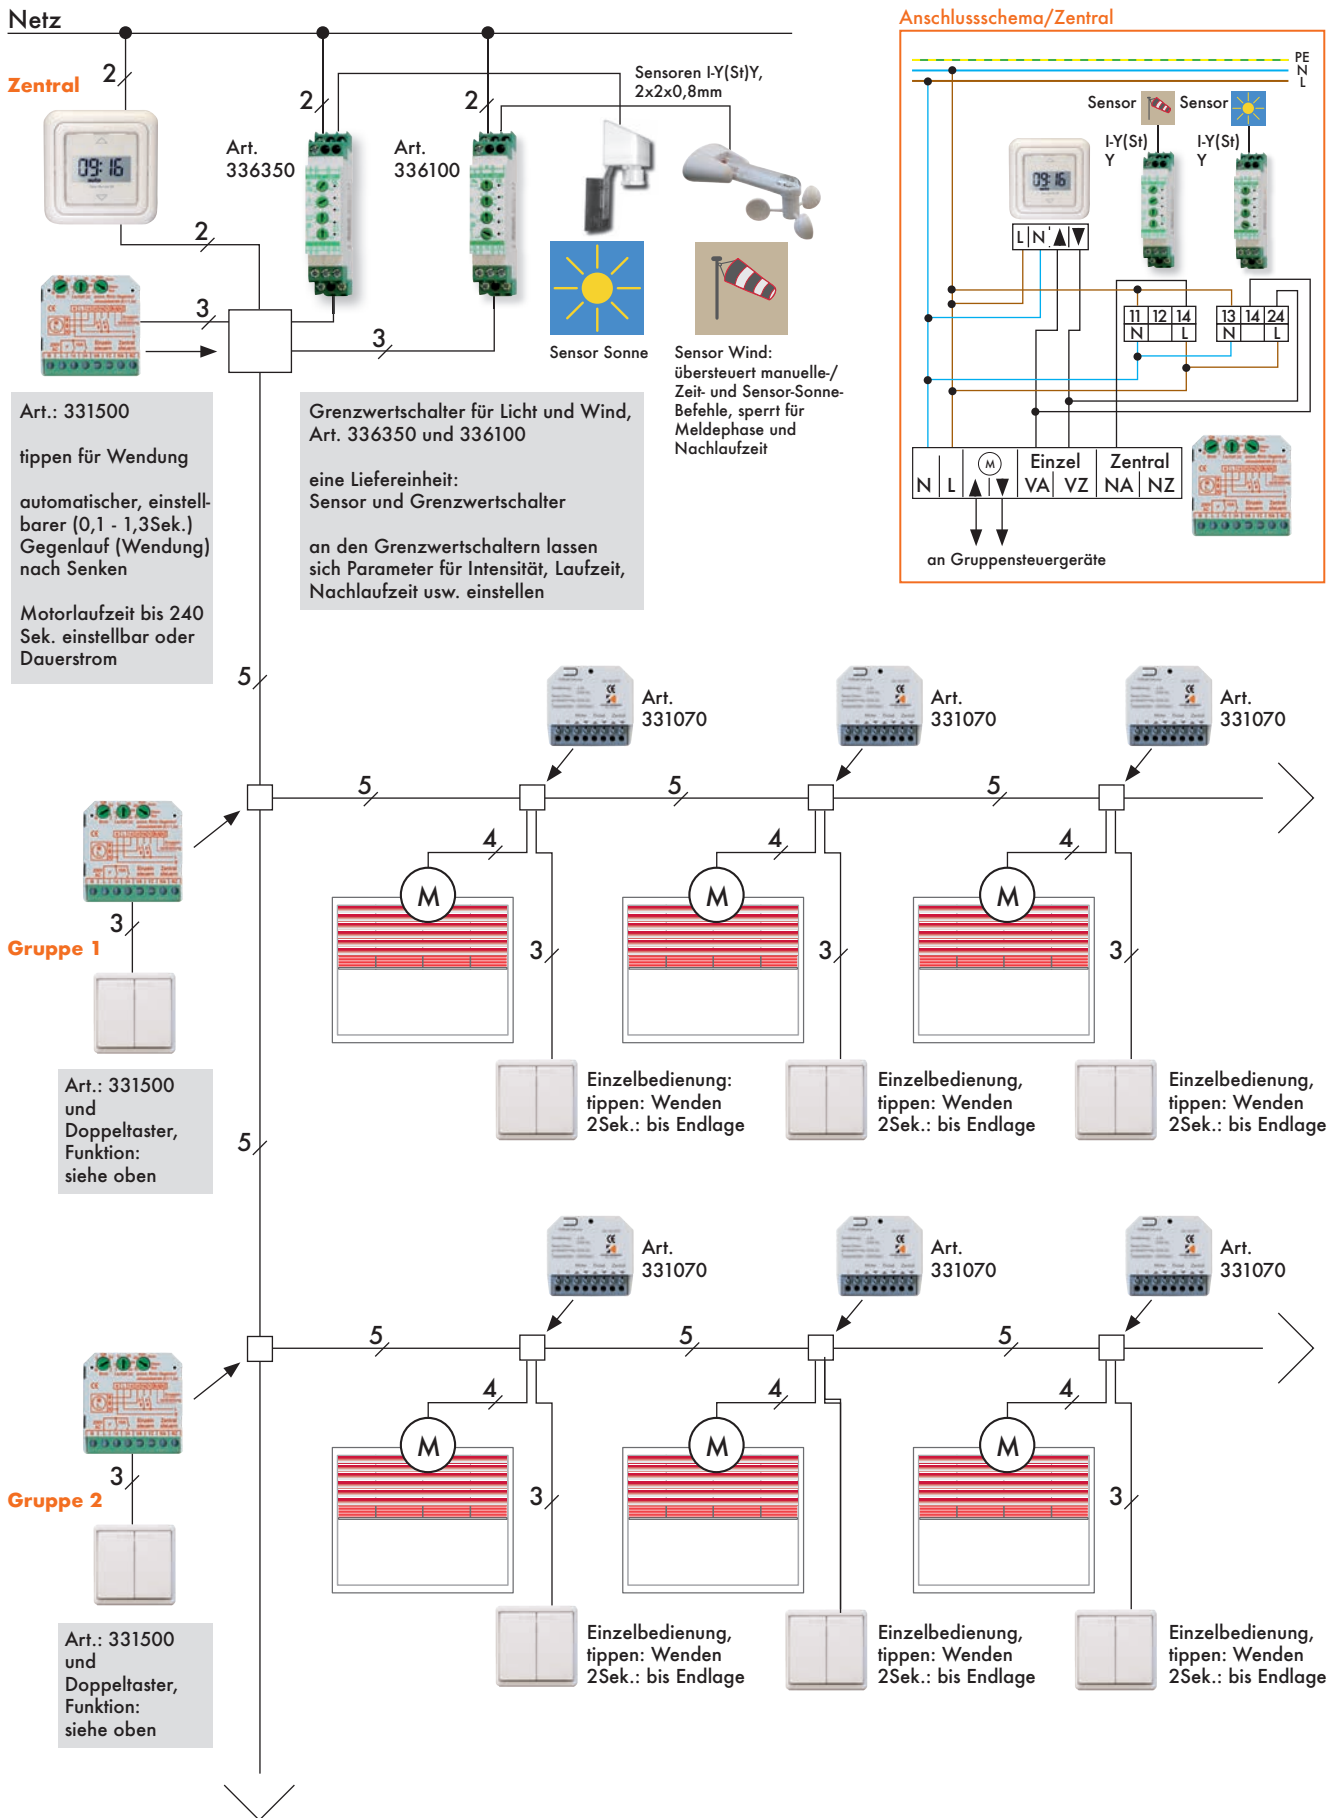 Netz
Zentral
2
2
2
Art.
336350
Art.
336100
Sensoren I-Y(St)Y,
2x2x0,8mm
09:16
2
3
3
Sensor Sonne
Sensor Wind:
übersteuert manuelle-/
Zeit- und Sensor-Sonne-
Befehle, sperrt für
Meldephase und
Nachlaufzeit
Art.: 331500
tippen für Wendung
automatischer, einstell-
barer (0,1 - 1,3Sek.)
Gegenlauf (Wendung)
nach Senken
Motorlaufzeit bis 240
Sek. einstellbar oder
Dauerstrom
Grenzwertschalter für Licht und Wind,
Art. 336350 und 336100
eine Liefereinheit:
Sensor und Grenzwertschalter
an den Grenzwertschaltern lassen
sich Parameter für Intensität, Laufzeit,
Nachlaufzeit usw. einstellen
Anschlussschema/Zentral
PE
N
L
Sensor
Sensor
I-Y(St)
Y
I-Y(St)
Y
09:16
L N
11 12 14
N L
13 14 24
N L
M
Einzel
Zentral
N L VA VZ NA NZ
an Gruppensteuergeräte
5
Art.
331070
Art.
331070
Art.
331070
5
5
5
4
4
4
M
M
M
3
Gruppe 1
3
3
3
Art.: 331500
und
Doppeltaster,
Funktion:
siehe oben
Einzelbedienung:
tippen: Wenden
2Sek.: bis Endlage
Einzelbedienung,
tippen: Wenden
2Sek.: bis Endlage
Einzelbedienung,
tippen: Wenden
2Sek.: bis Endlage
5
Art.
331070
Art.
331070
Art.
331070
5
5
5
4
4
4
M
M
M
3
Gruppe 2
3
3
Art.: 331500
und
Doppeltaster,
Funktion:
siehe oben
Einzelbedienung,
tippen: Wenden
2Sek.: bis Endlage
Einzelbedienung,
tippen: Wenden
2Sek.: bis Endlage
Einzelbedienung,
tippen: Wenden
2Sek.: bis Endlage